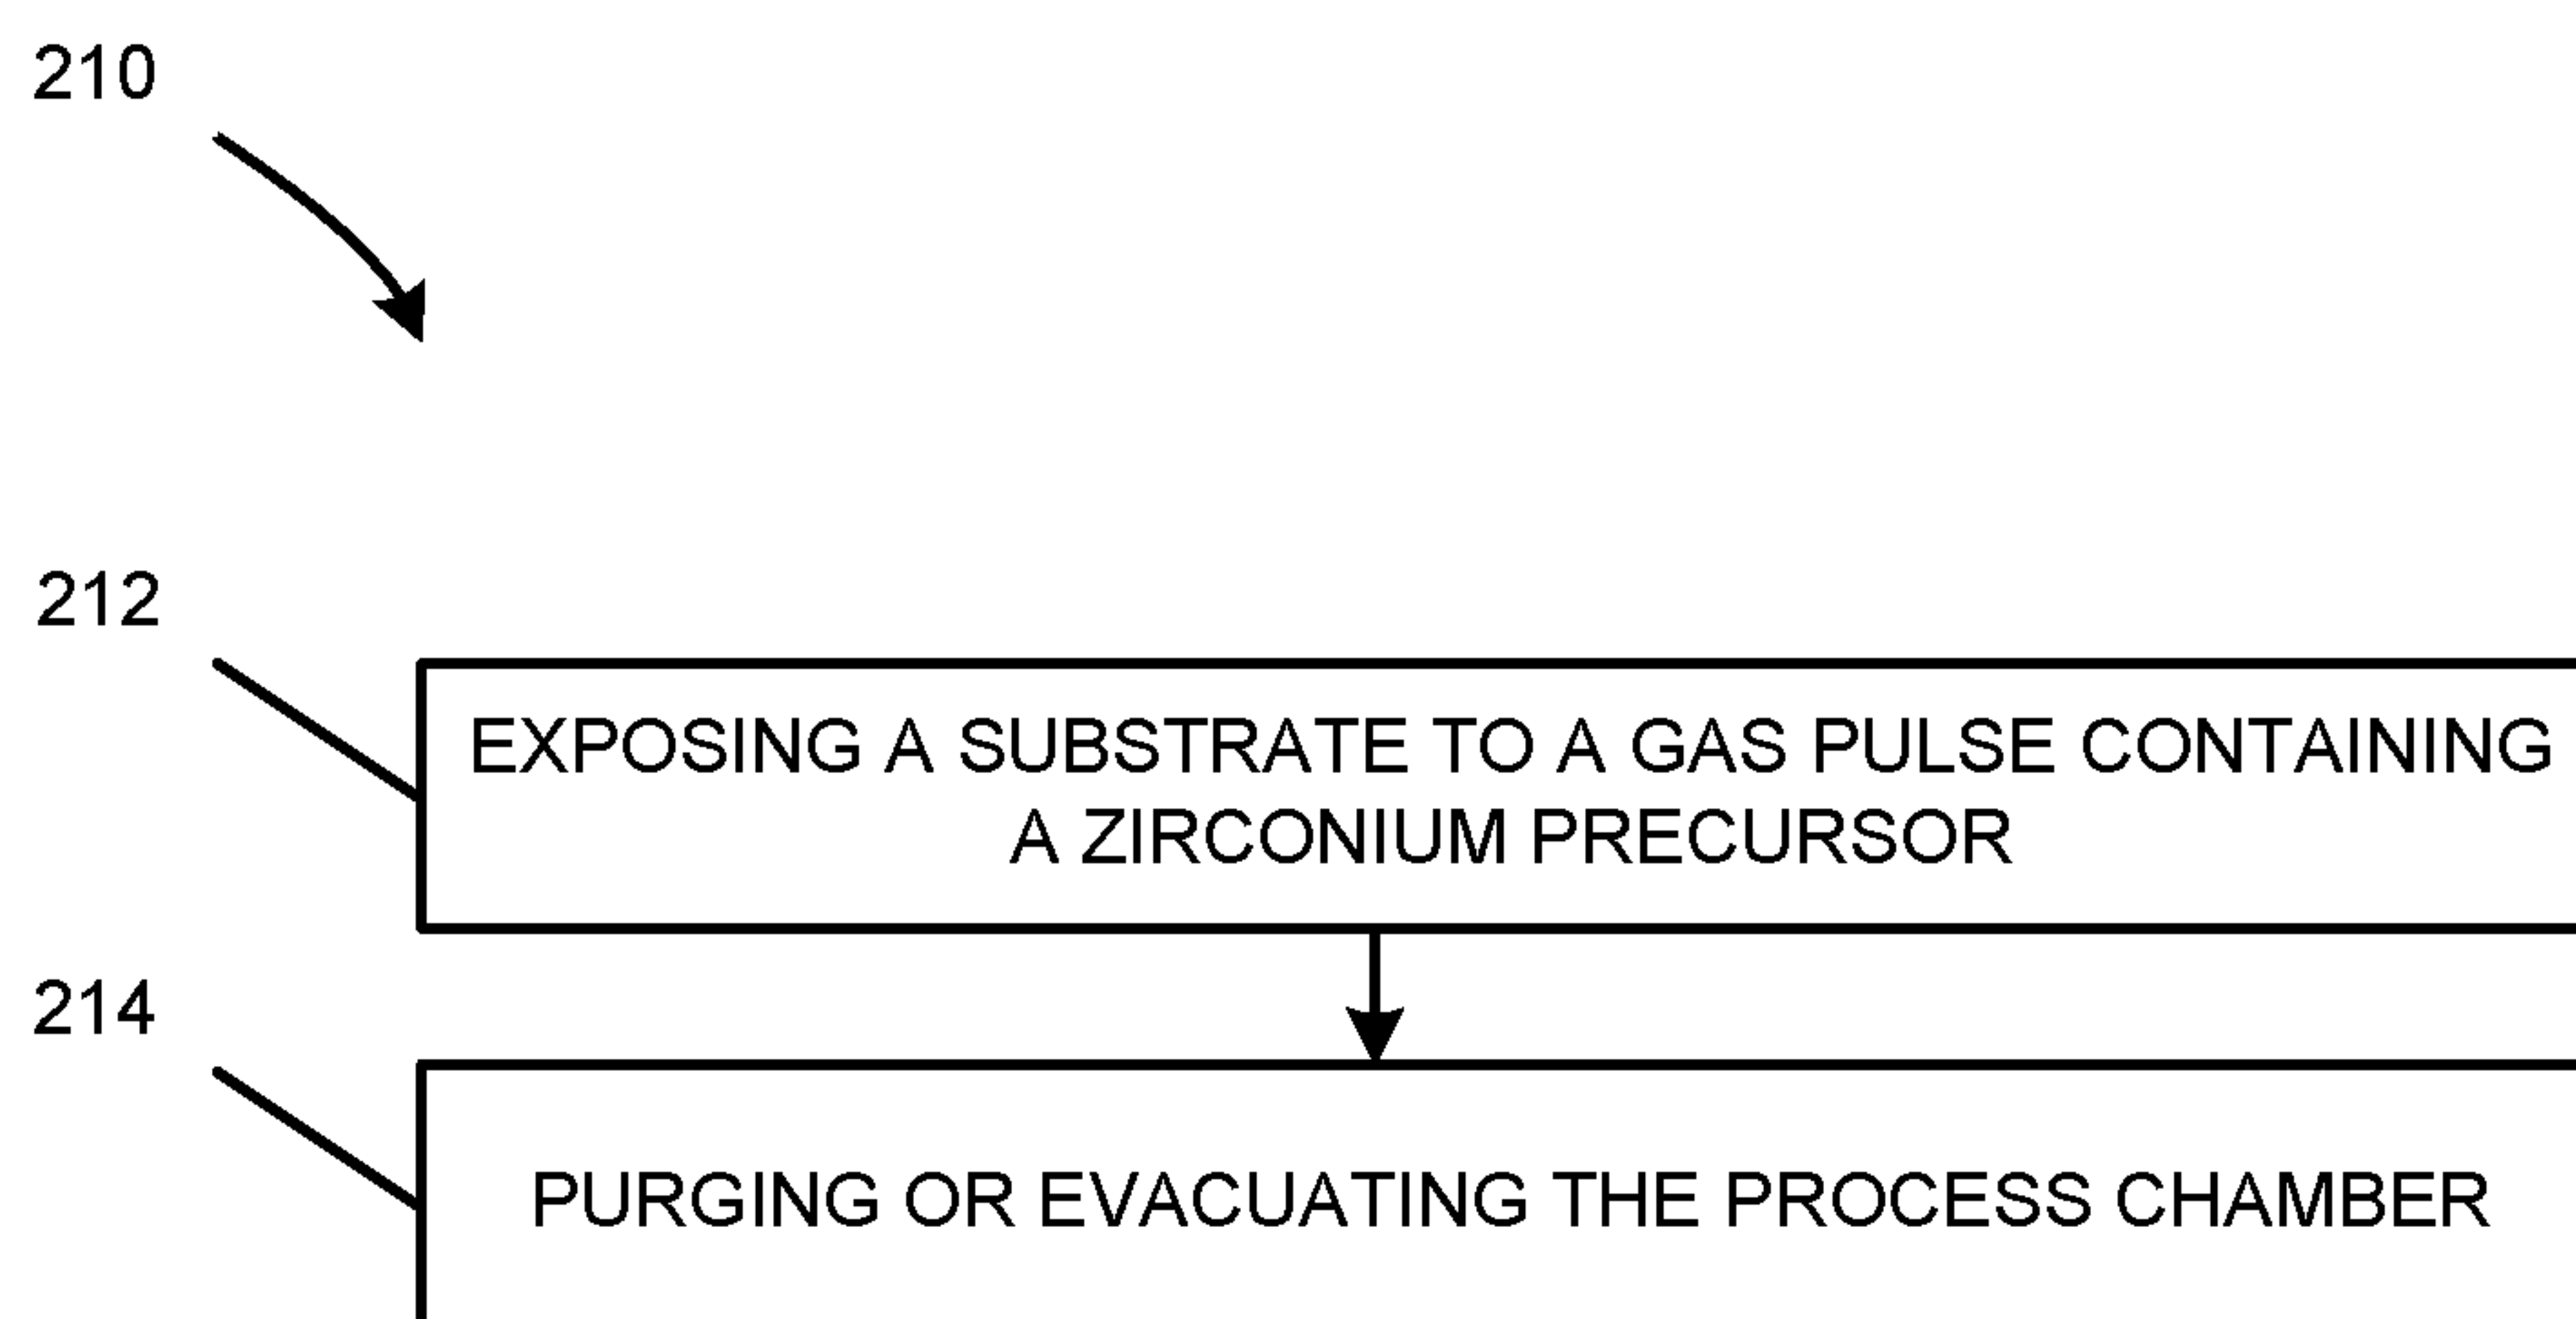 210
212
EXPOSING A SUBSTRATE TO A GAS PULSE CONTAINING
A ZIRCONIUM PRECURSOR
214
PURGING OR EVACUATING THE PROCESS CHAMBER